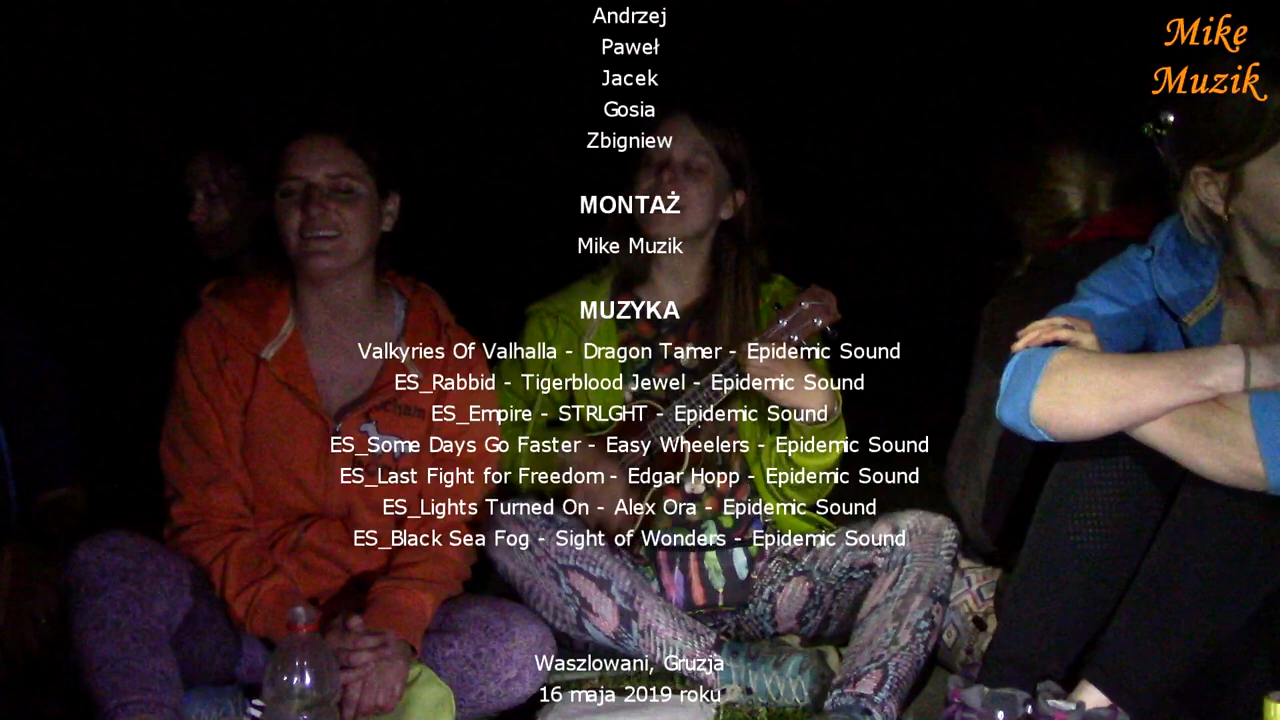 Andrzej
Paweł
Jacek
Gosia
Zbigniew
Mike
Muzik
MONTAŻ
Mike Muzik
MUZYKA
Valkyries Of Valhalla - Dragon Tamer - Epidemic Sound
ES_Rabbid - Tigerblood Jewel - Epidemic Sound
ES_Empire - STRLGHT - Epidemic Sound
ES_Some Days Go Faster - Easy Wheelers - Epidemic Sound
ES_Last Fight for Freedom - Edgar Hopp - Epidemic Sound
ES_Lights Turned On - Alex Ora - Epidemic Sound
ES_Black Sea Fog - Sight of Wonders - Epidemic Sound
Waszlowani, Gruzja
16 maja 2019 roku